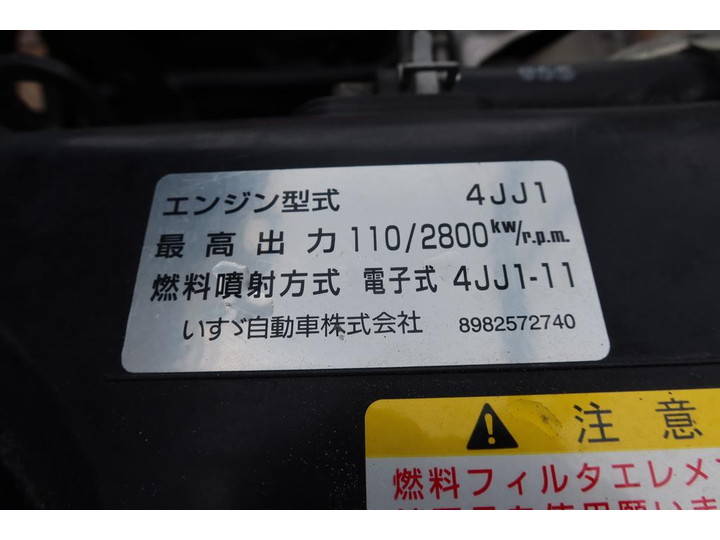 エンジン型式 4JJ1
最高出力 110/2800 kw/r.p.m.
燃料噴射方式 電子式 4JJ1-11
いすゞ自動車株式会社 8982572740
注意
燃料フィルタエレメン